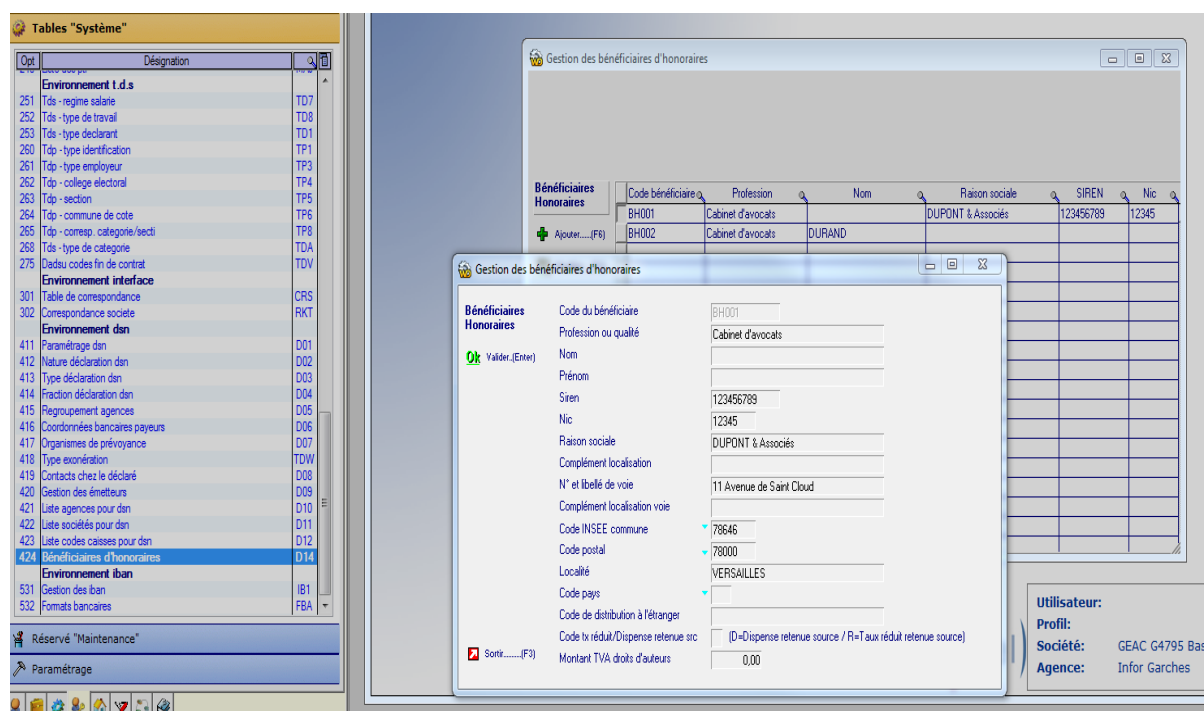 Tables "Système"
Opt Désignation
Environnement t.d.s
251 Tds - regime salarie TD7
252 Tds - type de travail TD8
253 Tds - type declarant TD1
260 Tdp - type identification TP1
261 Tdp - type employeur TP3
262 Tdp - college electoral TP4
263 Tdp - section TP5
264 Tdp - commune de cote TP6
265 Tdp - corresp. categorie/secti TP8
268 Tds - type de categorie TDA
275 Dadsu codes fin de contrat TDV
Environnement interface
301 Table de correspondance CRS
302 Correspondance societe RKT
Environnement dsn
411 Paramétrage dsn D01
412 Nature déclaration dsn D02
413 Type déclaration dsn D03
414 Fraction déclaration dsn D04
415 Regroupement agences D05
416 Coordonnées bancaires payeurs D06
417 Organismes de prévoyance D07
418 Type exonération TDW
419 Contacts chez le déclaré D08
420 Gestion des émetteurs D09
421 Liste agences pour dsn D10
422 Liste sociétés pour dsn D11
423 Liste codes caisses pour dsn D12
424 Bénéficiaires d'honoraires D14
Environnement iban
531 Gestion des iban IB1
532 Formats bancaires FBA
Réservé "Maintenance"
Paramétrage
Gestion des bénéficiaires d'honoraires
Bénéficiaires
Honoraires
Ajouter.....(F6)
Code bénéficiaire Profession Nom Raison sociale SIREN Nic
BH001 Cabinet d'avocats DUPONT & Associés 123456789 12345
BH002 Cabinet d'avocats DURAND
Gestion des bénéficiaires d'honoraires
Bénéficiaires
Honoraires
Ok Valider..(Enter)
Code du bénéficiaire BH001
Profession ou qualité Cabinet d'avocats
Nom
Prénom
Siren 123456789
Nic 12345
Raison sociale DUPONT & Associés
Complément localisation
N° et libellé de voie 11 Avenue de Saint Cloud
Complément localisation voie
Code INSEE commune 78646
Code postal 78000
Localité VERSAILLES
Code pays
Code de distribution à l'étranger
Code tx réduit/Dispense retenue src (D=Dispense retenue source / R=Taux réduit retenue source)
Montant TVA droits d'auteurs 0,00
Sortir........(F3)
Utilisateur:
Profil:
Société: GEAC G4795 Bas
Agence: Infor Garches